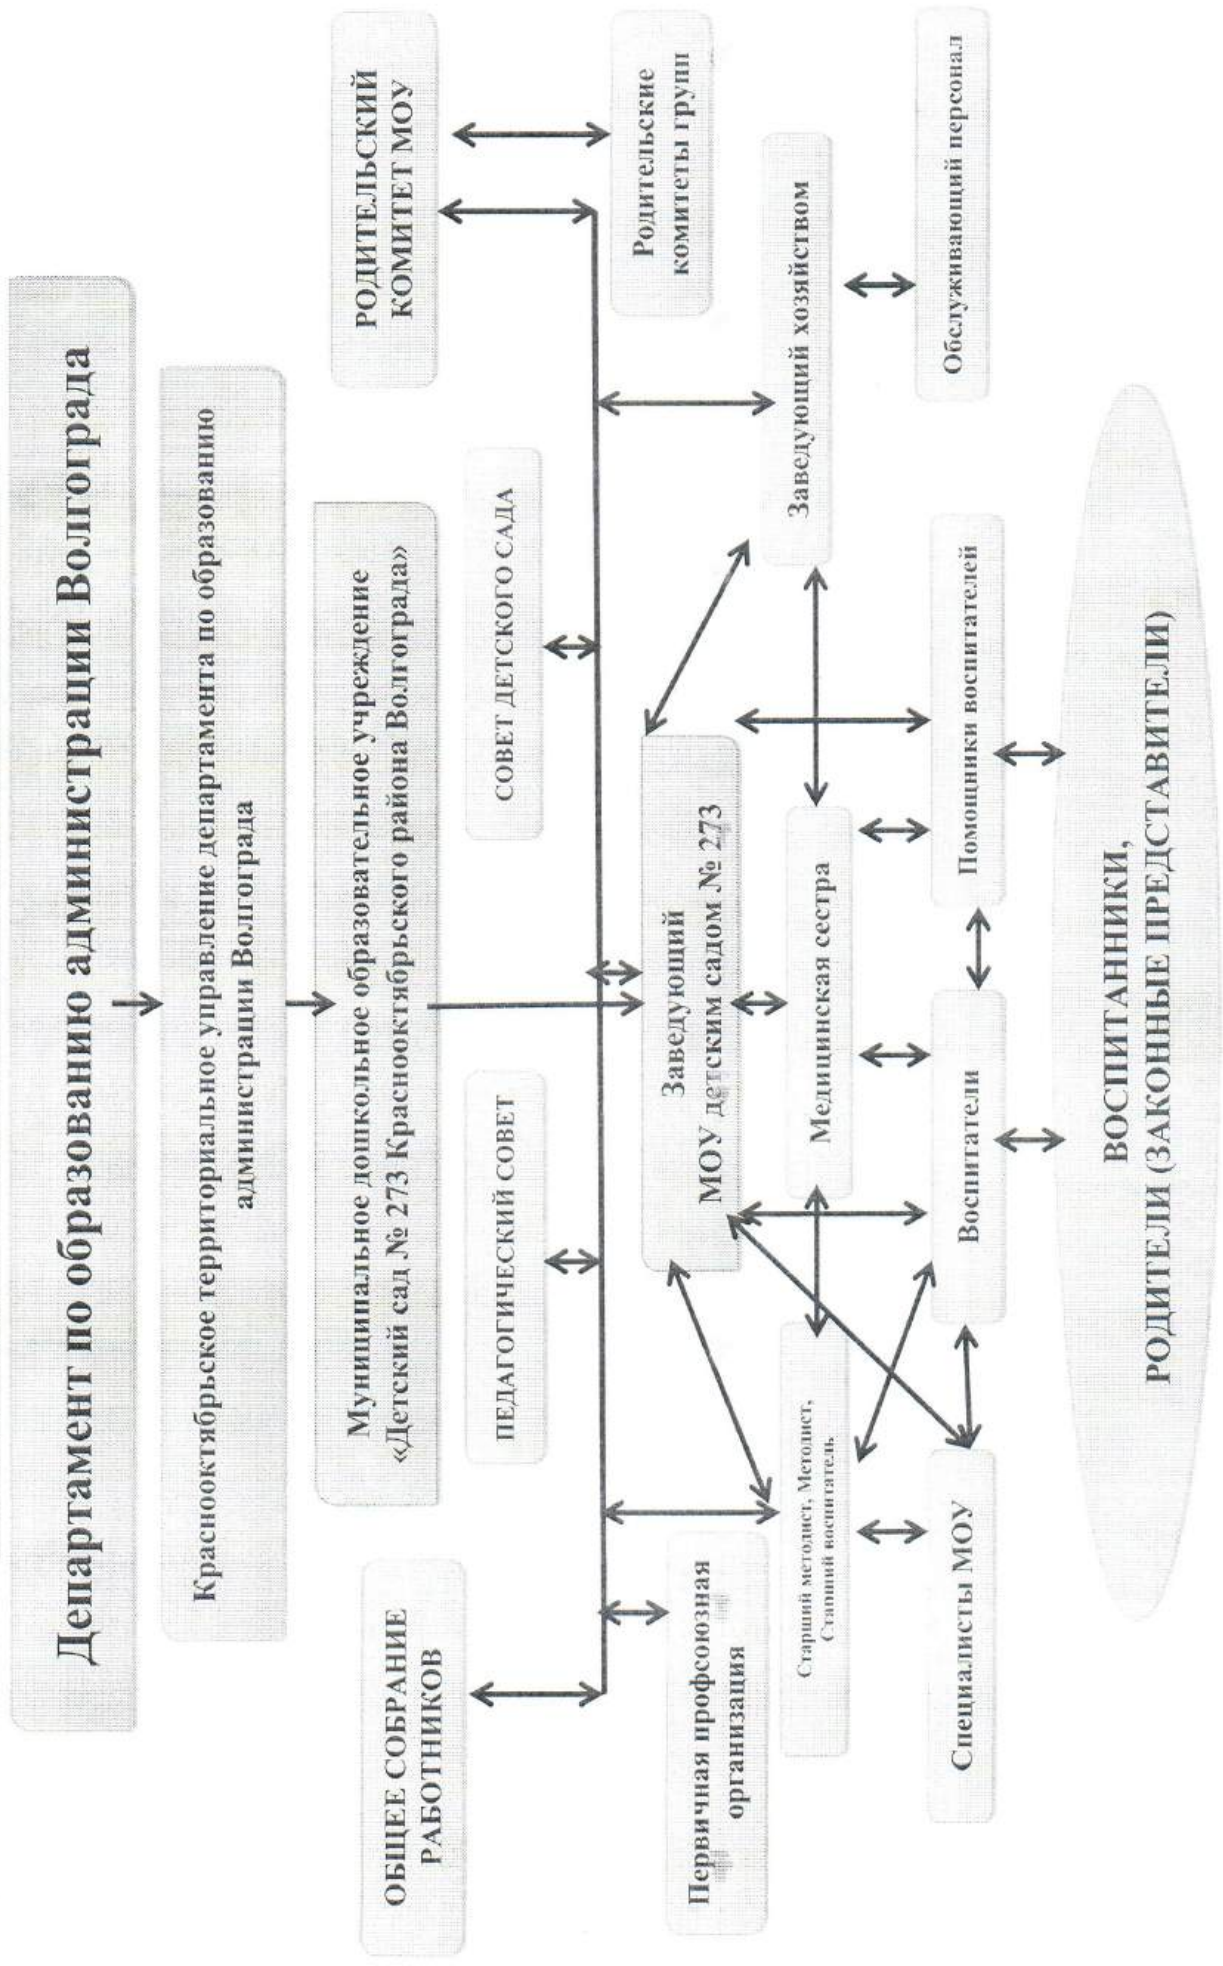 Департамент по образованию администрации Волгограда
Краснооктябрьское территориальное управление департамента по образованию
администрации Волгограда
Муниципальное дошкольное образовательное учреждение
«Детский сад № 273 Краснооктябрьского района Волгограда»
ОБЩЕЕ СОБРАНИЕ
РАБОТНИКОВ
ПЕДАГОГИЧЕСКИЙ СОВЕТ
СОВЕТ ДЕТСКОГО САДА
РОДИТЕЛЬСКИЙ
КОМИТЕТ МОУ
Первичная профсоюзная
организация
Заведующий
МОУ детским садом № 273
Родительские
комитеты групп
Старший методист, Методист,
Старший воспитатель
Медицинская сестра
Заведующий хозяйством
Специалисты МОУ
Воспитатели
Помощники воспитателей
Обслуживающий персонал
ВОСПИТАННИКИ,
РОДИТЕЛИ (ЗАКОННЫЕ ПРЕДСТАВИТЕЛИ)